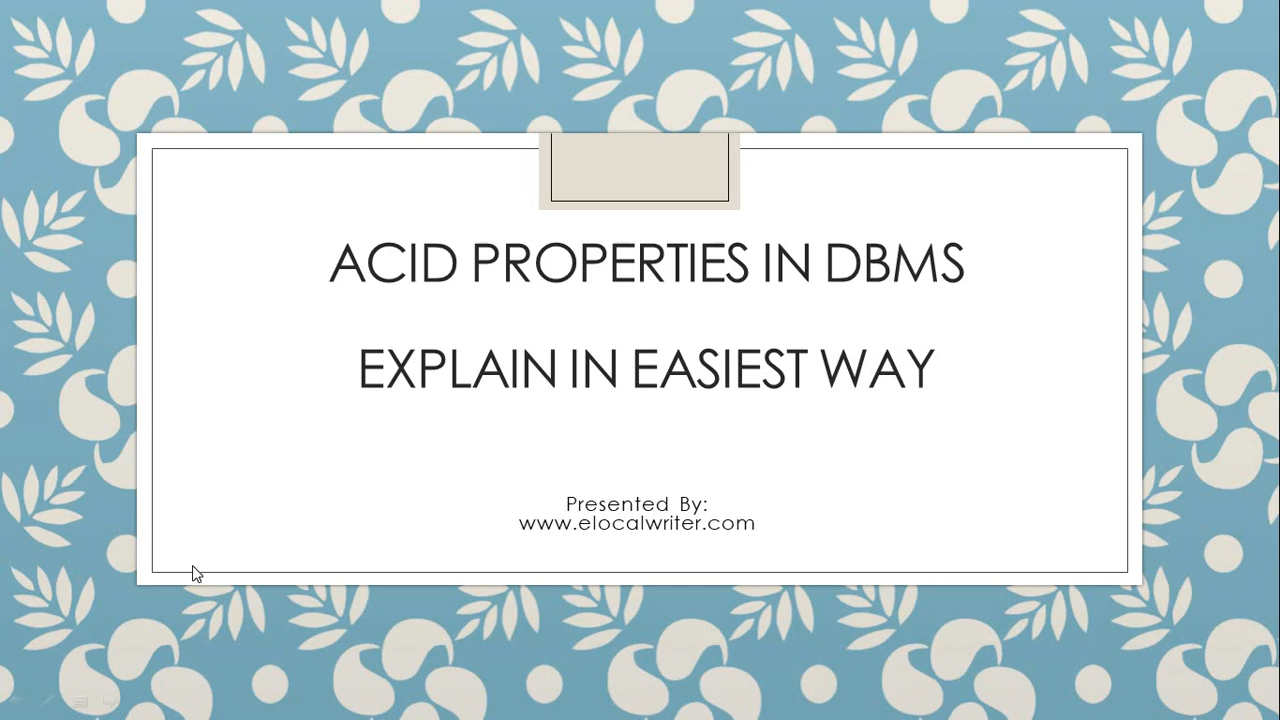 ACID PROPERTIES IN DBMS
EXPLAIN IN EASIEST WAY
Presented By:
www.elocalwriter.com